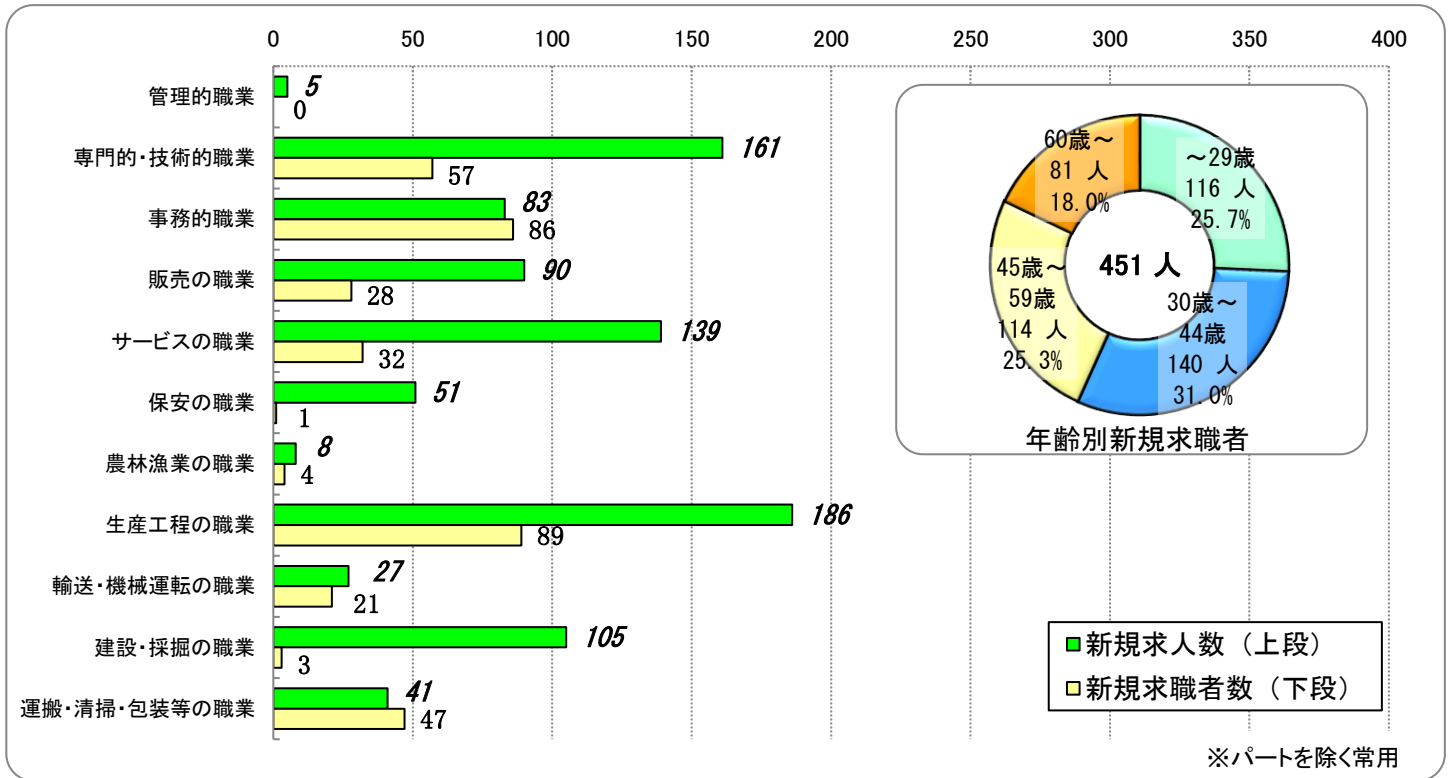 0 50 100 150 200 250 300 350 400
管理的職業 5
0
専門的・技術的職業 161
57
事務的職業 83
86
販売の職業 90
28
サービスの職業 139
32
保安の職業 51
1
農林漁業の職業 8
4
生産工程の職業 186
89
輸送・機械運転の職業 27
21
建設・採掘の職業 105
3
運搬・清掃・包装等の職業 41
47
60歳～
81 人
18.0%
～29歳
116 人
25.7%
451 人
45歳～
59歳
114 人
25.3%
30歳～
44歳
140 人
31.0%
年齢別新規求職者
新規求人数（上段）
新規求職者数（下段）
※パートを除く常用